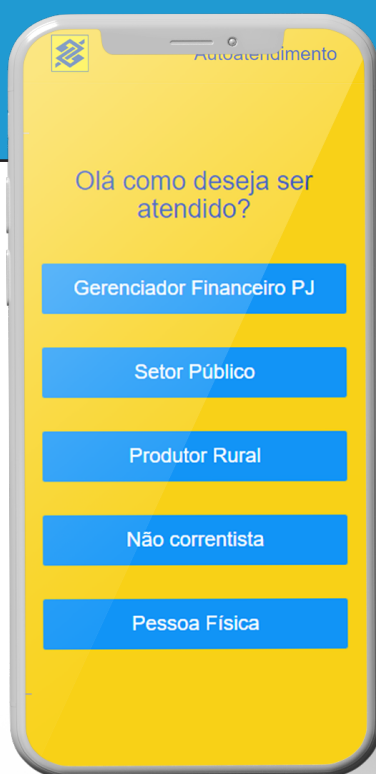 Autoatendimento
Olá como deseja ser
atendido?
Gerenciador Financeiro PJ
Setor Público
Produtor Rural
Não correntista
Pessoa Física